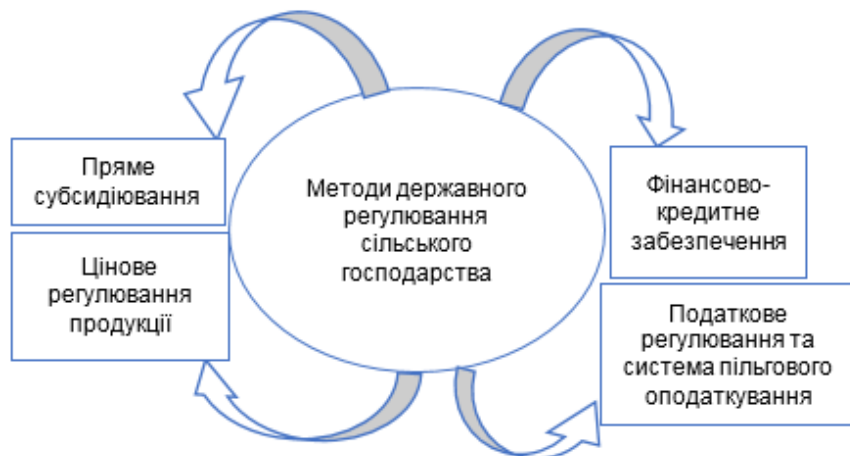 Пряме
субсидіювання
Цінове
регулювання
продукції
Методи державного
регулювання
сільського
господарства
Фінансово-
кредитне
забезпечення
Податкове
регулювання та
система пільгового
оподаткування